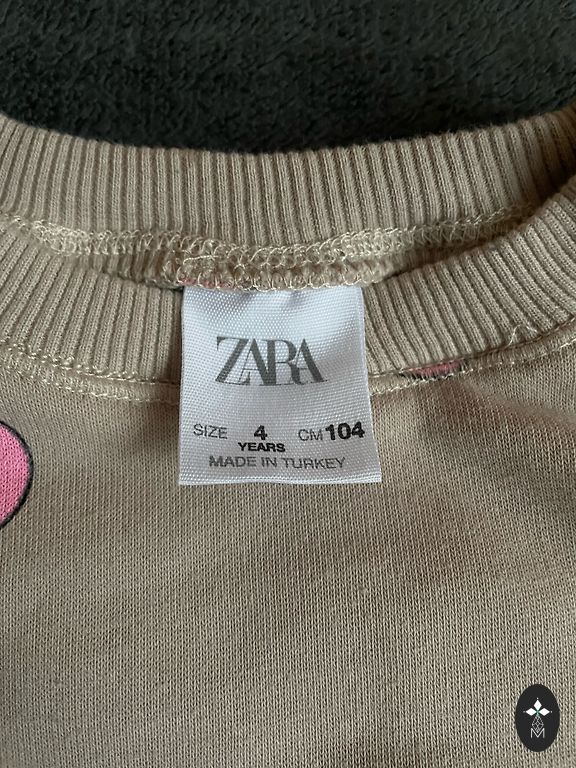 ZARA
SIZE 4 CM 104
YEARS
MADE IN TURKEY
M